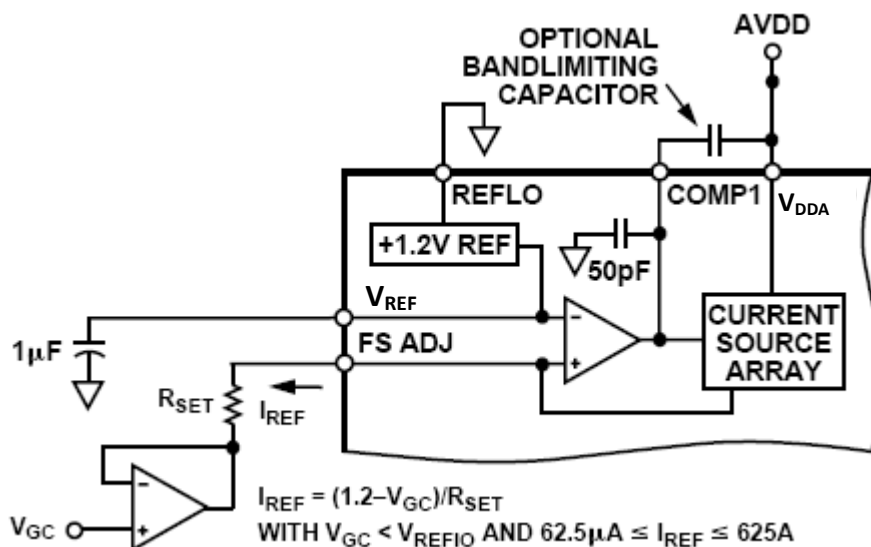 OPTIONAL
BANDLIMITING
CAPACITOR
AVDD
REFLO
COMP1
VDDA
+1.2V REF
50pF
VREF
1µF
FS ADJ
CURRENT
SOURCE
ARRAY
RSET
IREF
-
+
-
+
VGC
IREF = (1.2–VGC)/RSET
WITH VGC < VREFIO AND 62.5µA ≤ IREF ≤ 625A